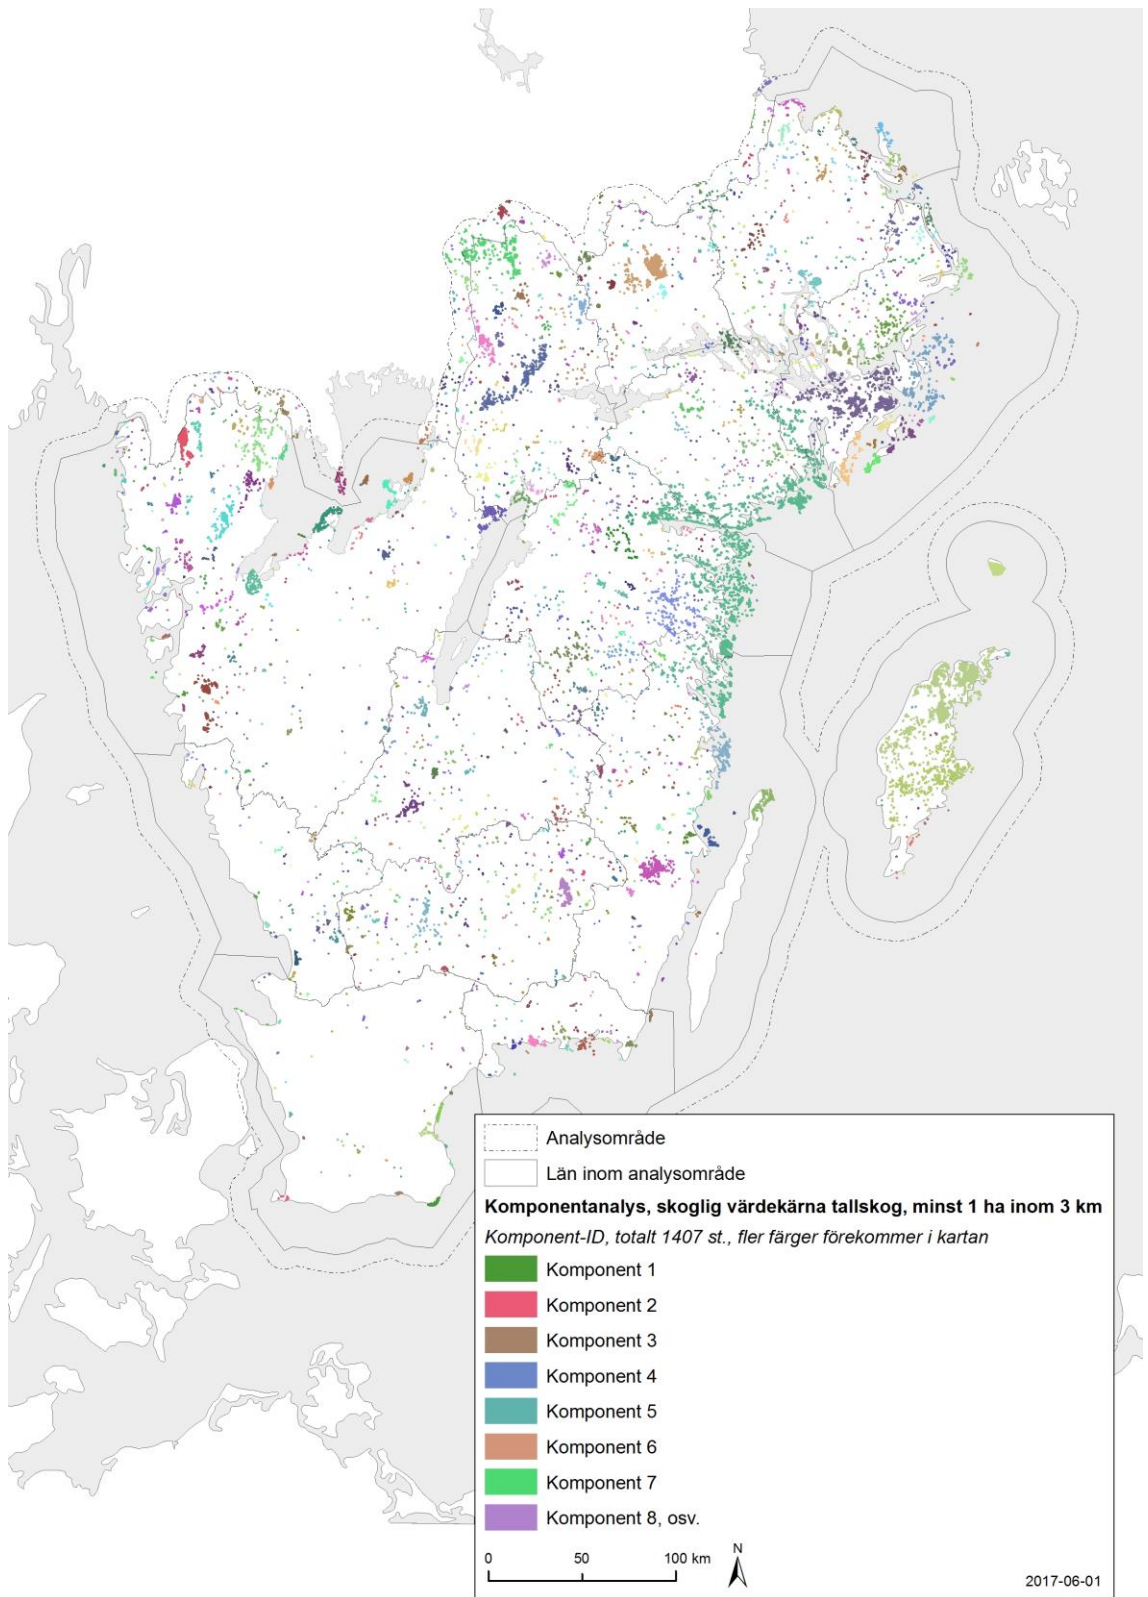 Analysområde
Län inom analysområde
Komponentanalys, skoglig värdekärna tallskog, minst 1 ha inom 3 km
Komponent-ID, totalt 1407 st., fler färger förekommer i kartan
Komponent 1
Komponent 2
Komponent 3
Komponent 4
Komponent 5
Komponent 6
Komponent 7
Komponent 8, osv.
0 50 100 km
N
2017-06-01